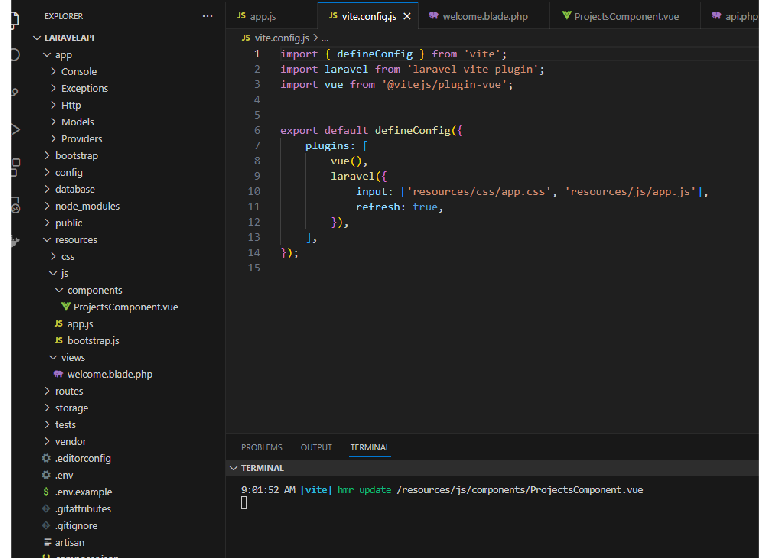 EXPLORER
LARAVELAPI
app
Console
Exceptions
Http
Models
Providers
bootstrap
config
database
node_modules
public
resources
css
js
components
ProjectsComponent.vue
JS app.js
JS bootstrap.js
views
welcome.blade.php
routes
storage
tests
vendor
.editorconfig
.env
$ .env.example
.gitattributes
.gitignore
artisan
JS app.js JS vite.config.js × welcome.blade.php ProjectsComponent.vue api.php
JS vite.config.js > ...
1 import { defineConfig } from 'vite';
2 import laravel from 'laravel-vite-plugin';
3 import vue from '@vitejs/plugin-vue';
4
5
6 export default defineConfig({
7 plugins: [
8 vue(),
9 laravel({
10 input: ['resources/css/app.css', 'resources/js/app.js'],
11 refresh: true,
12 }),
13 ],
14 });
15
PROBLEMS OUTPUT TERMINAL
TERMINAL
9:01:52 AM [vite] hmr update /resources/js/components/ProjectsComponent.vue